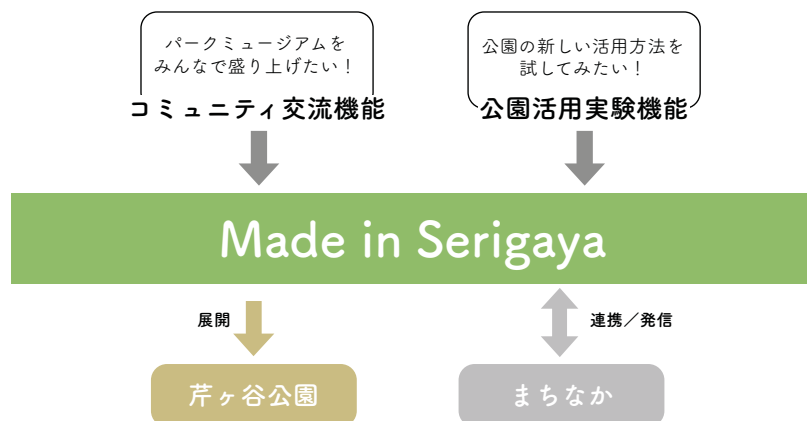 パークミュージアムを
みんなで盛り上げたい！
コミュニティ交流機能
公園の新しい活用方法を
試してみたい！
公園活用実験機能
Made in Serigaya
展開
連携／発信
芹ヶ谷公園
まちなか